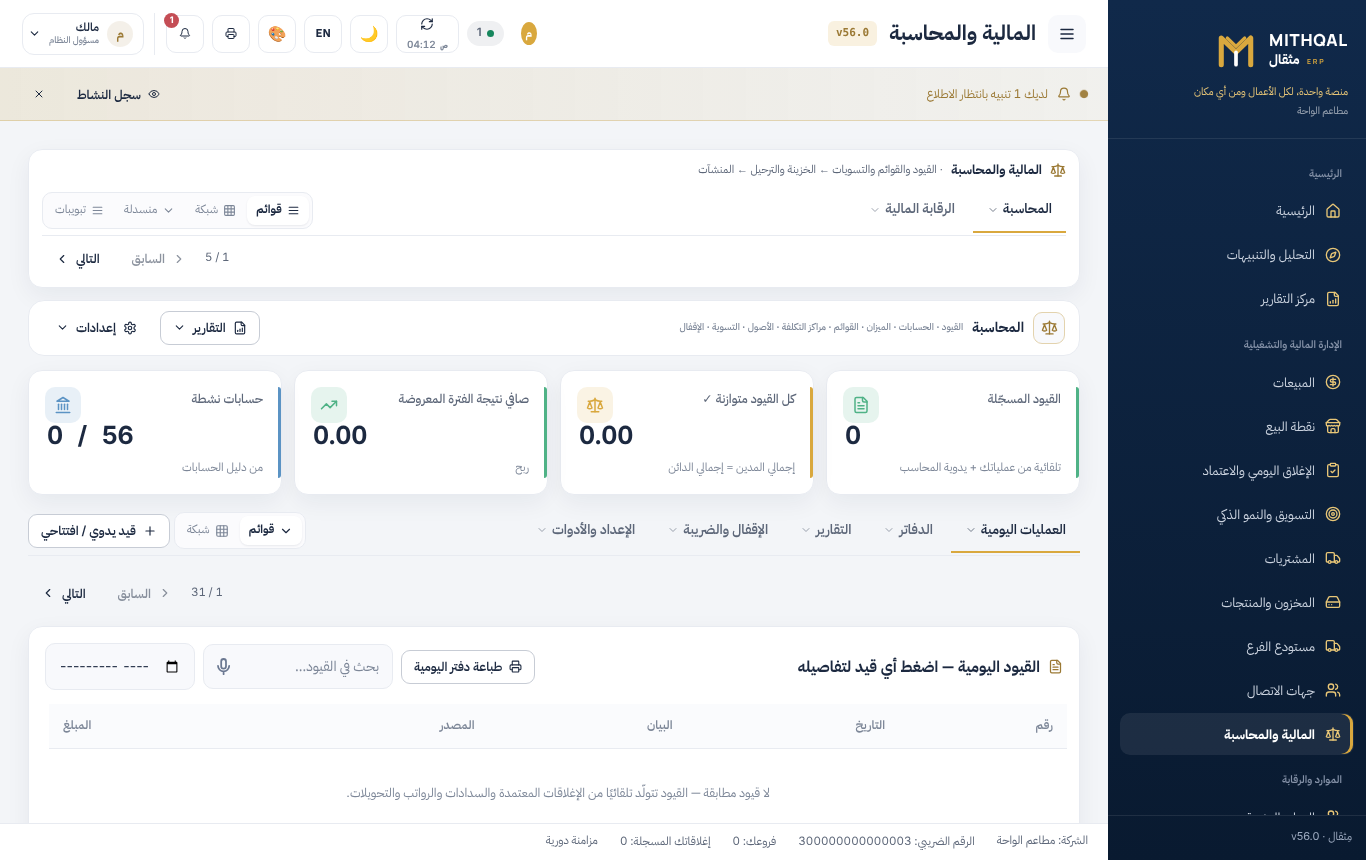 MITHQAL
مثقال ERP
منصة واحدة، لكل الأعمال ومن أي مكان
مطاعم الواحة
الرئيسية
الرئيسية
التحليل والتنبيهات
مركز التقارير
الإدارة المالية والتشغيلية
المبيعات
نقطة البيع
الإغلاق اليومي والاعتماد
التسويق والنمو الذكي
المشتريات
المخزون والمنتجات
مستودع الفرع
جهات الاتصال
المالية والمحاسبة
الموارد والرقابة
مثقال · v56.0
المالية والمحاسبة v56.0
م
1
04:12 ص
EN
1
م
مالك
مسؤول النظام
لديك 1 تنبيه بانتظار الاطلاع
سجل النشاط ×
المالية والمحاسبة · القيود والقوائم والتسويات ← الخزينة والترحيل ← المنشآت
المحاسبة الرقابة المالية
قوائم شبكة منسدلة تبويبات
1 / 5 السابق التالي
المحاسبة القيود · الحسابات · الميزان · القوائم · مراكز التكلفة · الأصول · التسوية · الإقفال
التقارير إعدادات
القيود المسجّلة
0
تلقائية من عملياتك + يدوية المحاسب
كل القيود متوازنة ✓
0.00
إجمالي المدين = إجمالي الدائن
صافي نتيجة الفترة المعروضة
0.00
ربح
حسابات نشطة
0 / 56
من دليل الحسابات
العمليات اليومية الدفاتر التقارير الإقفال والضريبة الإعداد والأدوات
قوائم شبكة
+ قيد يدوي / افتتاحي
1 / 31 السابق التالي
القيود اليومية — اضغط أي قيد لتفاصيله
طباعة دفتر اليومية
بحث في القيود...
--------- ----
رقم التاريخ البيان المصدر المبلغ
لا قيود مطابقة — القيود تتولّد تلقائيًا من الإغلاقات المعتمدة والسدادات والرواتب والتحويلات.
الشركة: مطاعم الواحة الرقم الضريبي: 300000000000003 فروعك: 0 إغلاقاتك المسجلة: 0 مزامنة دورية